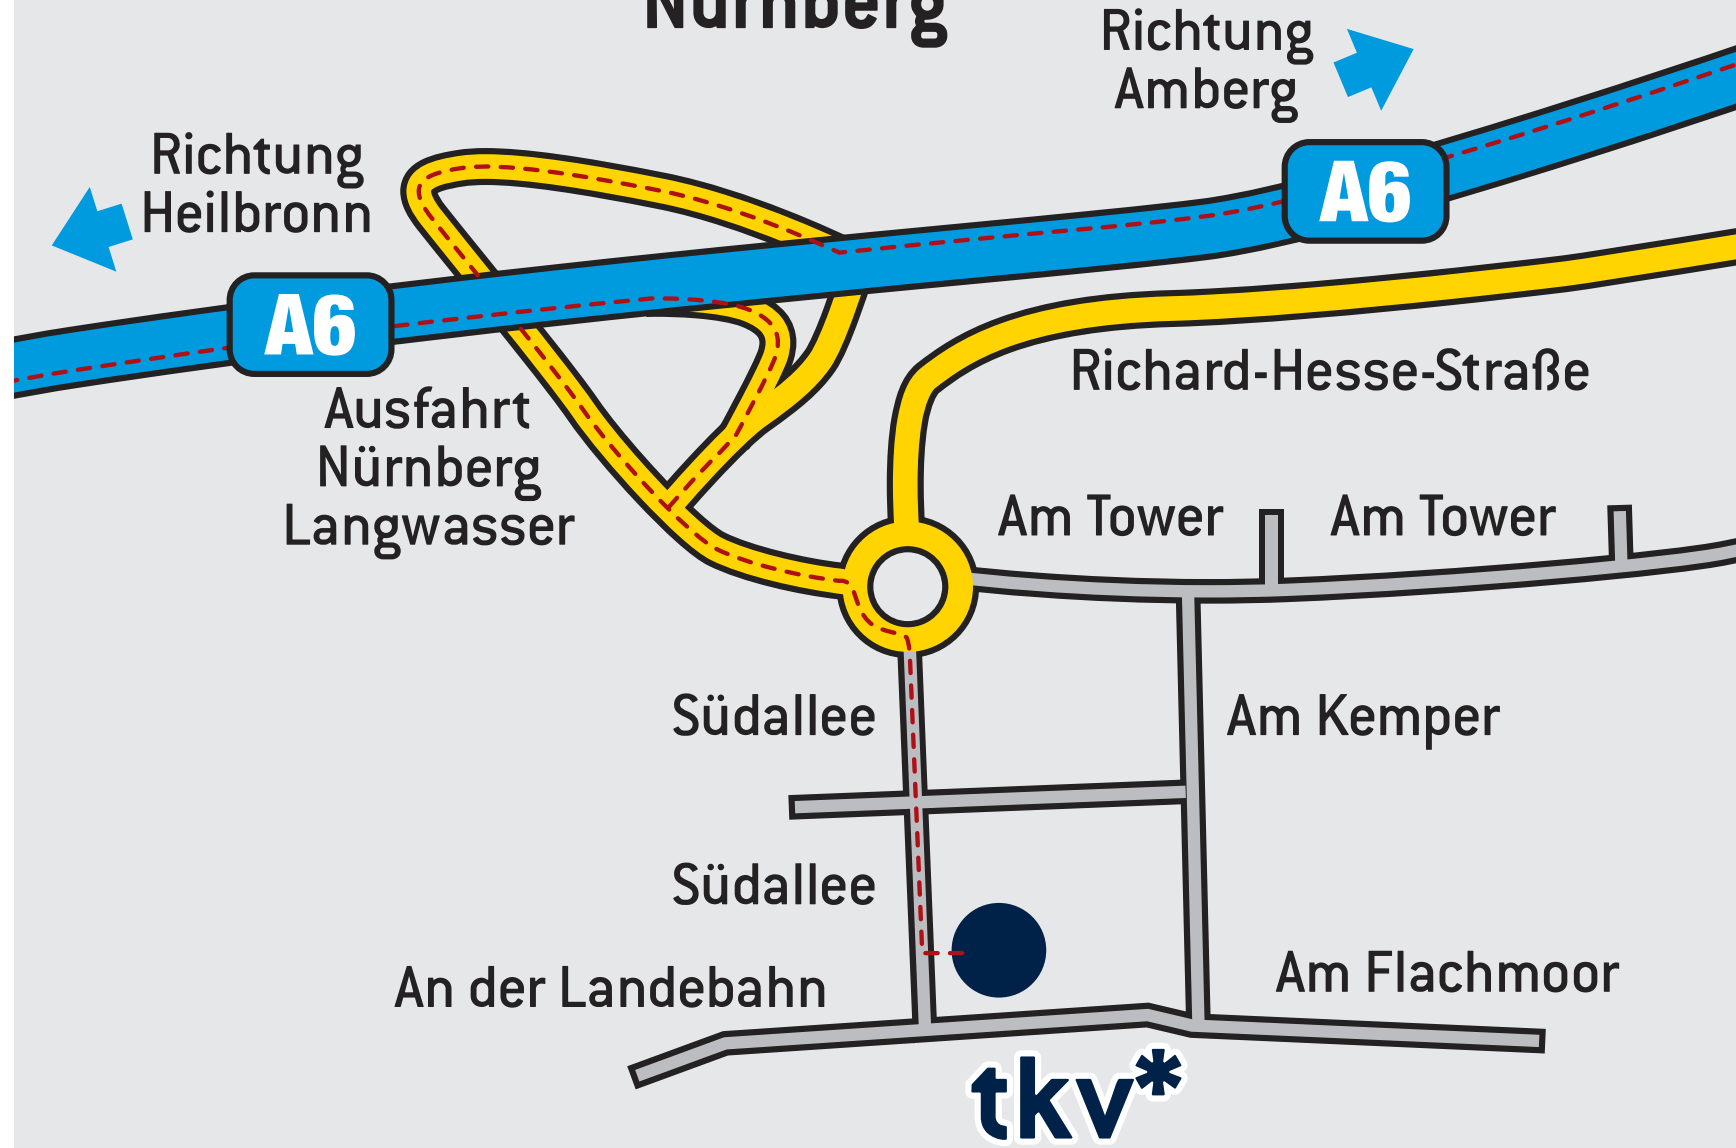 Nürnberg
Richtung
Amberg
Richtung
Heilbronn
A6
A6
Ausfahrt
Nürnberg
Langwasser
Richard-Hesse-Straße
Am Tower
Am Tower
Südallee
Am Kemper
Südallee
An der Landebahn
Am Flachmoor
tkv*